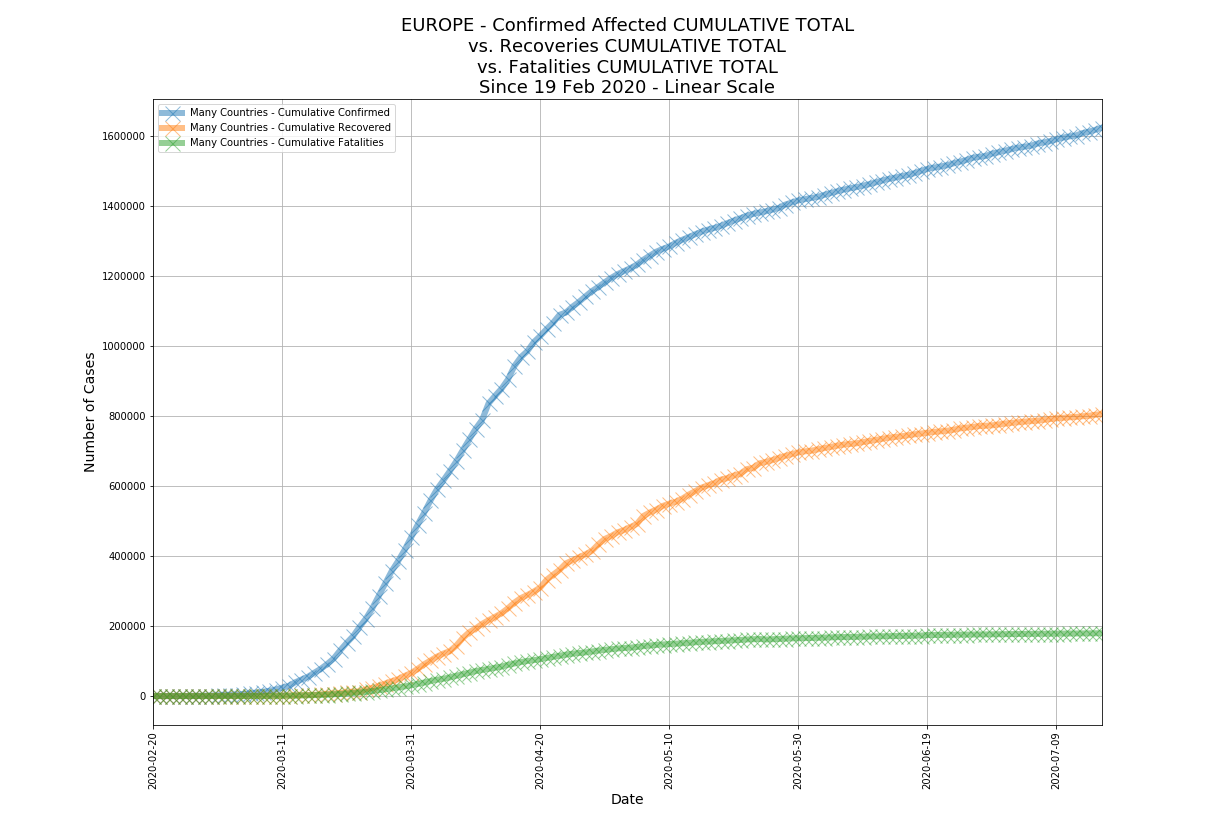 EUROPE - Confirmed Affected CUMULATIVE TOTAL
vs. Recoveries CUMULATIVE TOTAL
vs. Fatalities CUMULATIVE TOTAL
Since 19 Feb 2020 - Linear Scale
Many Countries - Cumulative Confirmed
Many Countries - Cumulative Recovered
Many Countries - Cumulative Fatalities
Number of Cases
1600000
1400000
1200000
1000000
800000
600000
400000
200000
0
2020-02-20
2020-03-11
2020-03-31
2020-04-20
2020-05-10
2020-05-30
2020-06-19
2020-07-09
Date